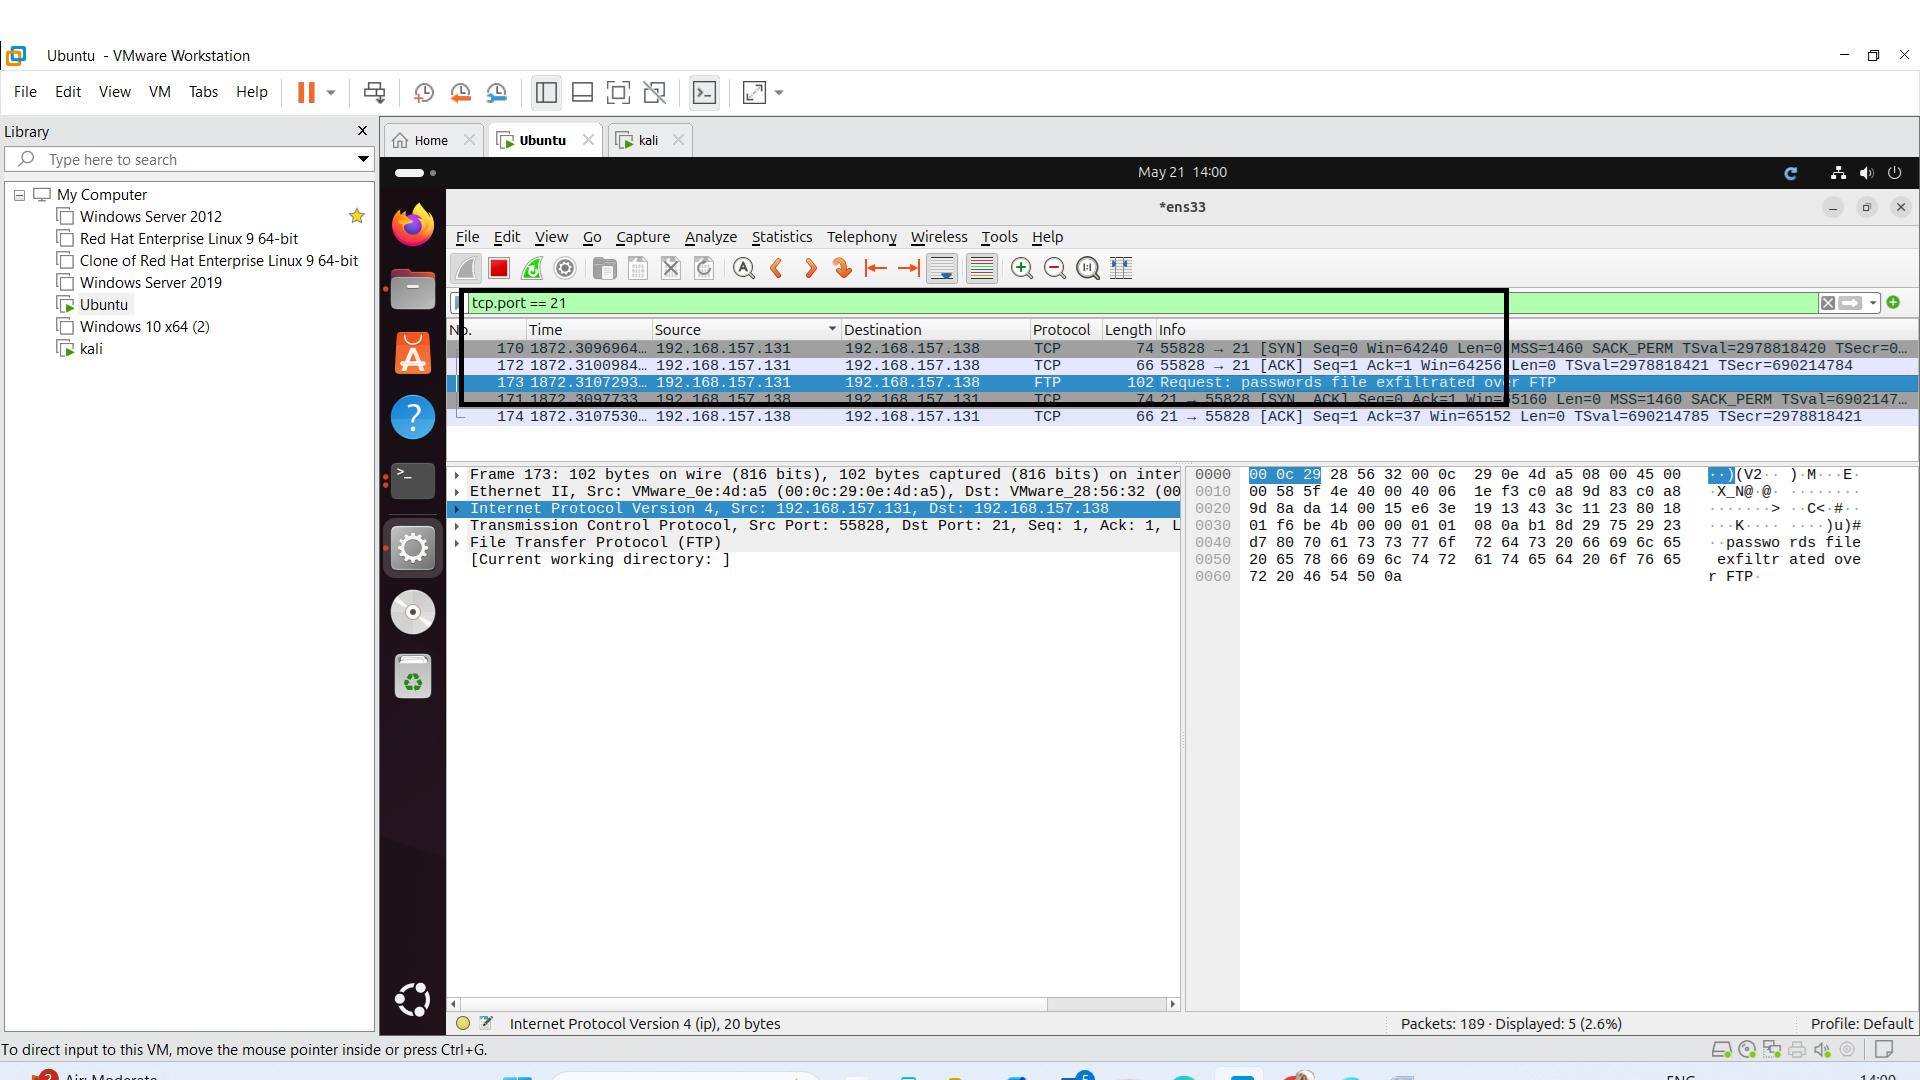 Ubuntu - VMware Workstation
File Edit View VM Tabs Help
Library
Type here to search
My Computer
Windows Server 2012
Red Hat Enterprise Linux 9 64-bit
Clone of Red Hat Enterprise Linux 9 64-bit
Windows Server 2019
Ubuntu
Windows 10 x64 (2)
kali
Home Ubuntu kali
May 21 14:00
*ens33
File Edit View Go Capture Analyze Statistics Telephony Wireless Tools Help
tcp.port == 21
No. Time Source Destination Protocol Length Info
170 1872.3096964… 192.168.157.131 192.168.157.138 TCP 74 55828 → 21 [SYN] Seq=0 Win=64240 Len=0 MSS=1460 SACK_PERM TSval=2978818420 TSecr=0…
172 1872.3100984… 192.168.157.131 192.168.157.138 TCP 66 55828 → 21 [ACK] Seq=1 Ack=1 Win=64256 Len=0 TSval=2978818421 TSecr=690214784
173 1872.3107293… 192.168.157.131 192.168.157.138 FTP 102 Request: passwords file exfiltrated over FTP
171 1872.3097733… 192.168.157.138 192.168.157.131 TCP 74 21 → 55828 [SYN, ACK] Seq=0 Ack=1 Win=65160 Len=0 MSS=1460 SACK_PERM TSval=6902147…
174 1872.3107530… 192.168.157.138 192.168.157.131 TCP 66 21 → 55828 [ACK] Seq=1 Ack=37 Win=65152 Len=0 TSval=690214785 TSecr=2978818421
Frame 173: 102 bytes on wire (816 bits), 102 bytes captured (816 bits) on inter
Ethernet II, Src: VMware_0e:4d:a5 (00:0c:29:0e:4d:a5), Dst: VMware_28:56:32 (00
Internet Protocol Version 4, Src: 192.168.157.131, Dst: 192.168.157.138
Transmission Control Protocol, Src Port: 55828, Dst Port: 21, Seq: 1, Ack: 1, L
File Transfer Protocol (FTP)
[Current working directory: ]
0000 00 0c 29 28 56 32 00 0c 29 0e 4d a5 08 00 45 00 ··)(V2·· )·M···E·
0010 00 58 5f 4e 40 00 40 06 1e f3 c0 a8 9d 83 c0 a8 ·X_N@·@· ········
0020 9d 8a da 14 00 15 e6 3e 19 13 43 3c 11 23 80 18 ·······> ··C<·#··
0030 01 f6 be 4b 00 00 01 01 08 0a b1 8d 29 75 29 23 ···K···· ····)u)#
0040 d7 80 70 61 73 73 77 6f 72 64 73 20 66 69 6c 65 ··passwo rds file
0050 20 65 78 66 69 6c 74 72 61 74 65 64 20 6f 76 65 exfiltr ated ove
0060 72 20 46 54 50 0a r FTP·
Internet Protocol Version 4 (ip), 20 bytes
Packets: 189 · Displayed: 5 (2.6%)
Profile: Default
To direct input to this VM, move the mouse pointer inside or press Ctrl+G.
2
Air: Moderate
5
ENG
14:00